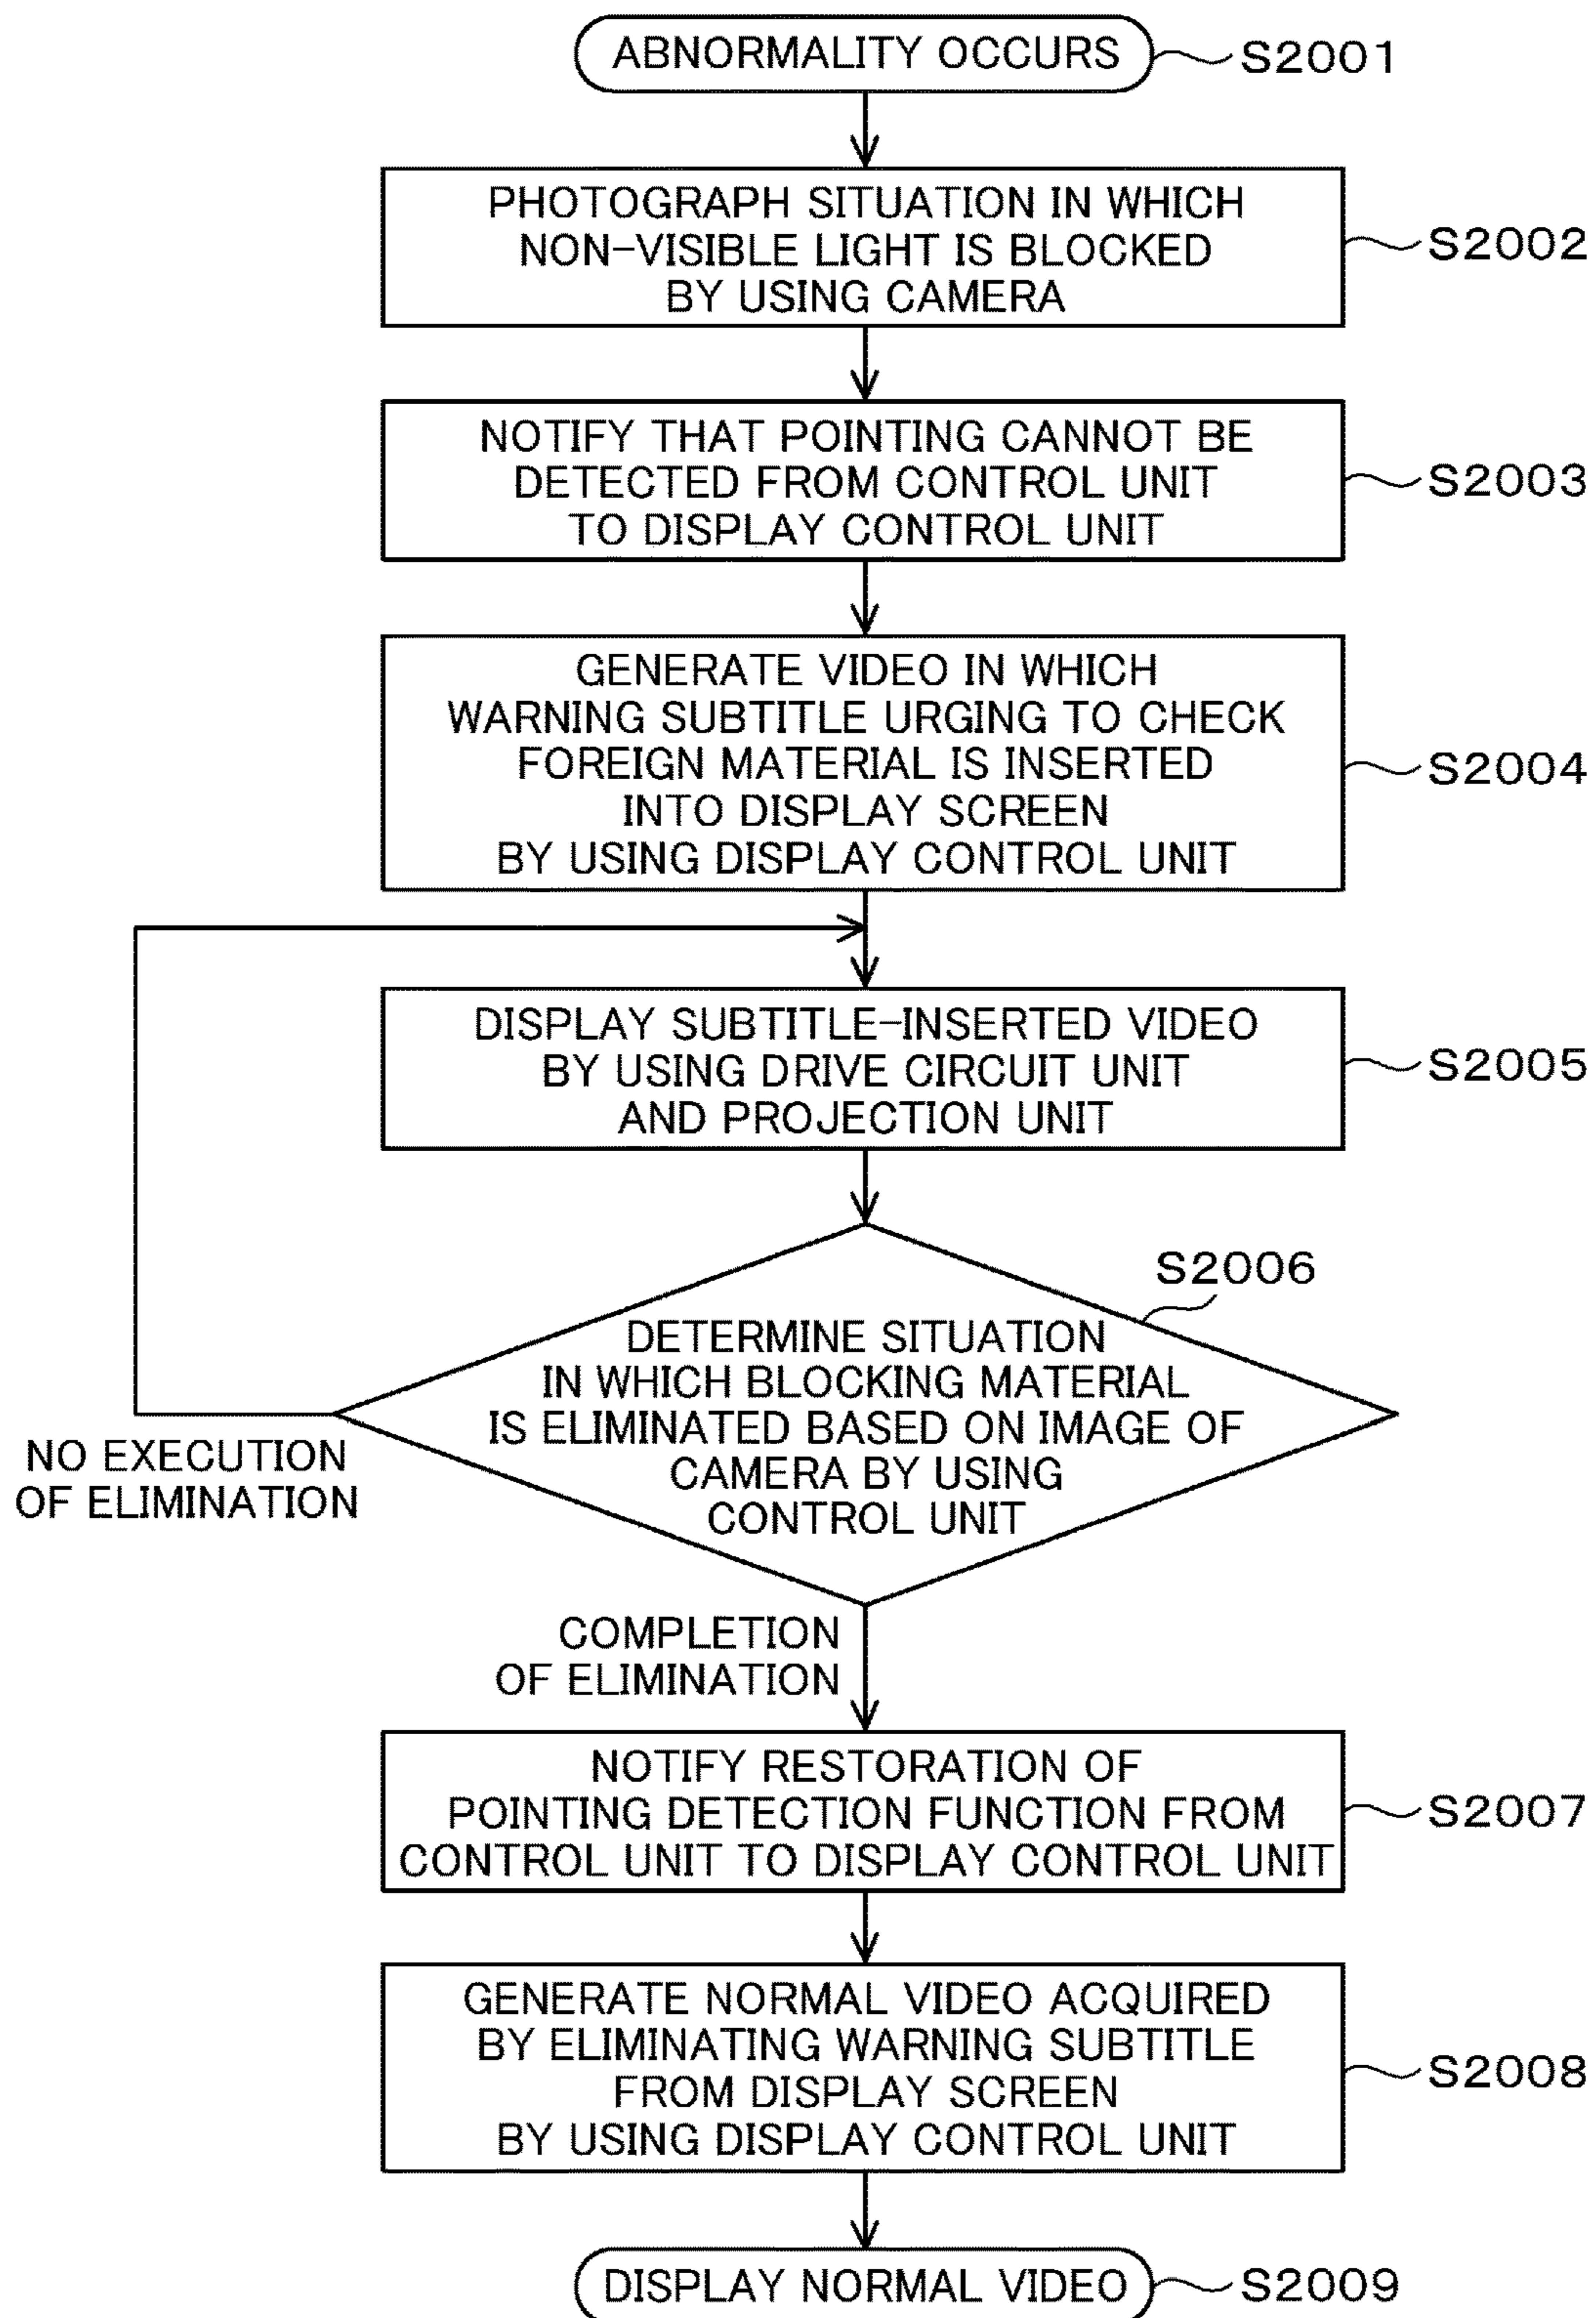 ABNORMALITY OCCURS
S2001
PHOTOGRAPH SITUATION IN WHICH
NON-VISIBLE LIGHT IS BLOCKED
BY USING CAMERA
S2002
NOTIFY THAT POINTING CANNOT BE
DETECTED FROM CONTROL UNIT
TO DISPLAY CONTROL UNIT
S2003
GENERATE VIDEO IN WHICH
WARNING SUBTITLE URGING TO CHECK
FOREIGN MATERIAL IS INSERTED
INTO DISPLAY SCREEN
BY USING DISPLAY CONTROL UNIT
S2004
DISPLAY SUBTITLE-INSERTED VIDEO
BY USING DRIVE CIRCUIT UNIT
AND PROJECTION UNIT
S2005
S2006
DETERMINE SITUATION
IN WHICH BLOCKING MATERIAL
IS ELIMINATED BASED ON IMAGE OF
CAMERA BY USING
CONTROL UNIT
NO EXECUTION
OF ELIMINATION
COMPLETION
OF ELIMINATION
NOTIFY RESTORATION OF
POINTING DETECTION FUNCTION FROM
CONTROL UNIT TO DISPLAY CONTROL UNIT
S2007
GENERATE NORMAL VIDEO ACQUIRED
BY ELIMINATING WARNING SUBTITLE
FROM DISPLAY SCREEN
BY USING DISPLAY CONTROL UNIT
S2008
DISPLAY NORMAL VIDEO
S2009